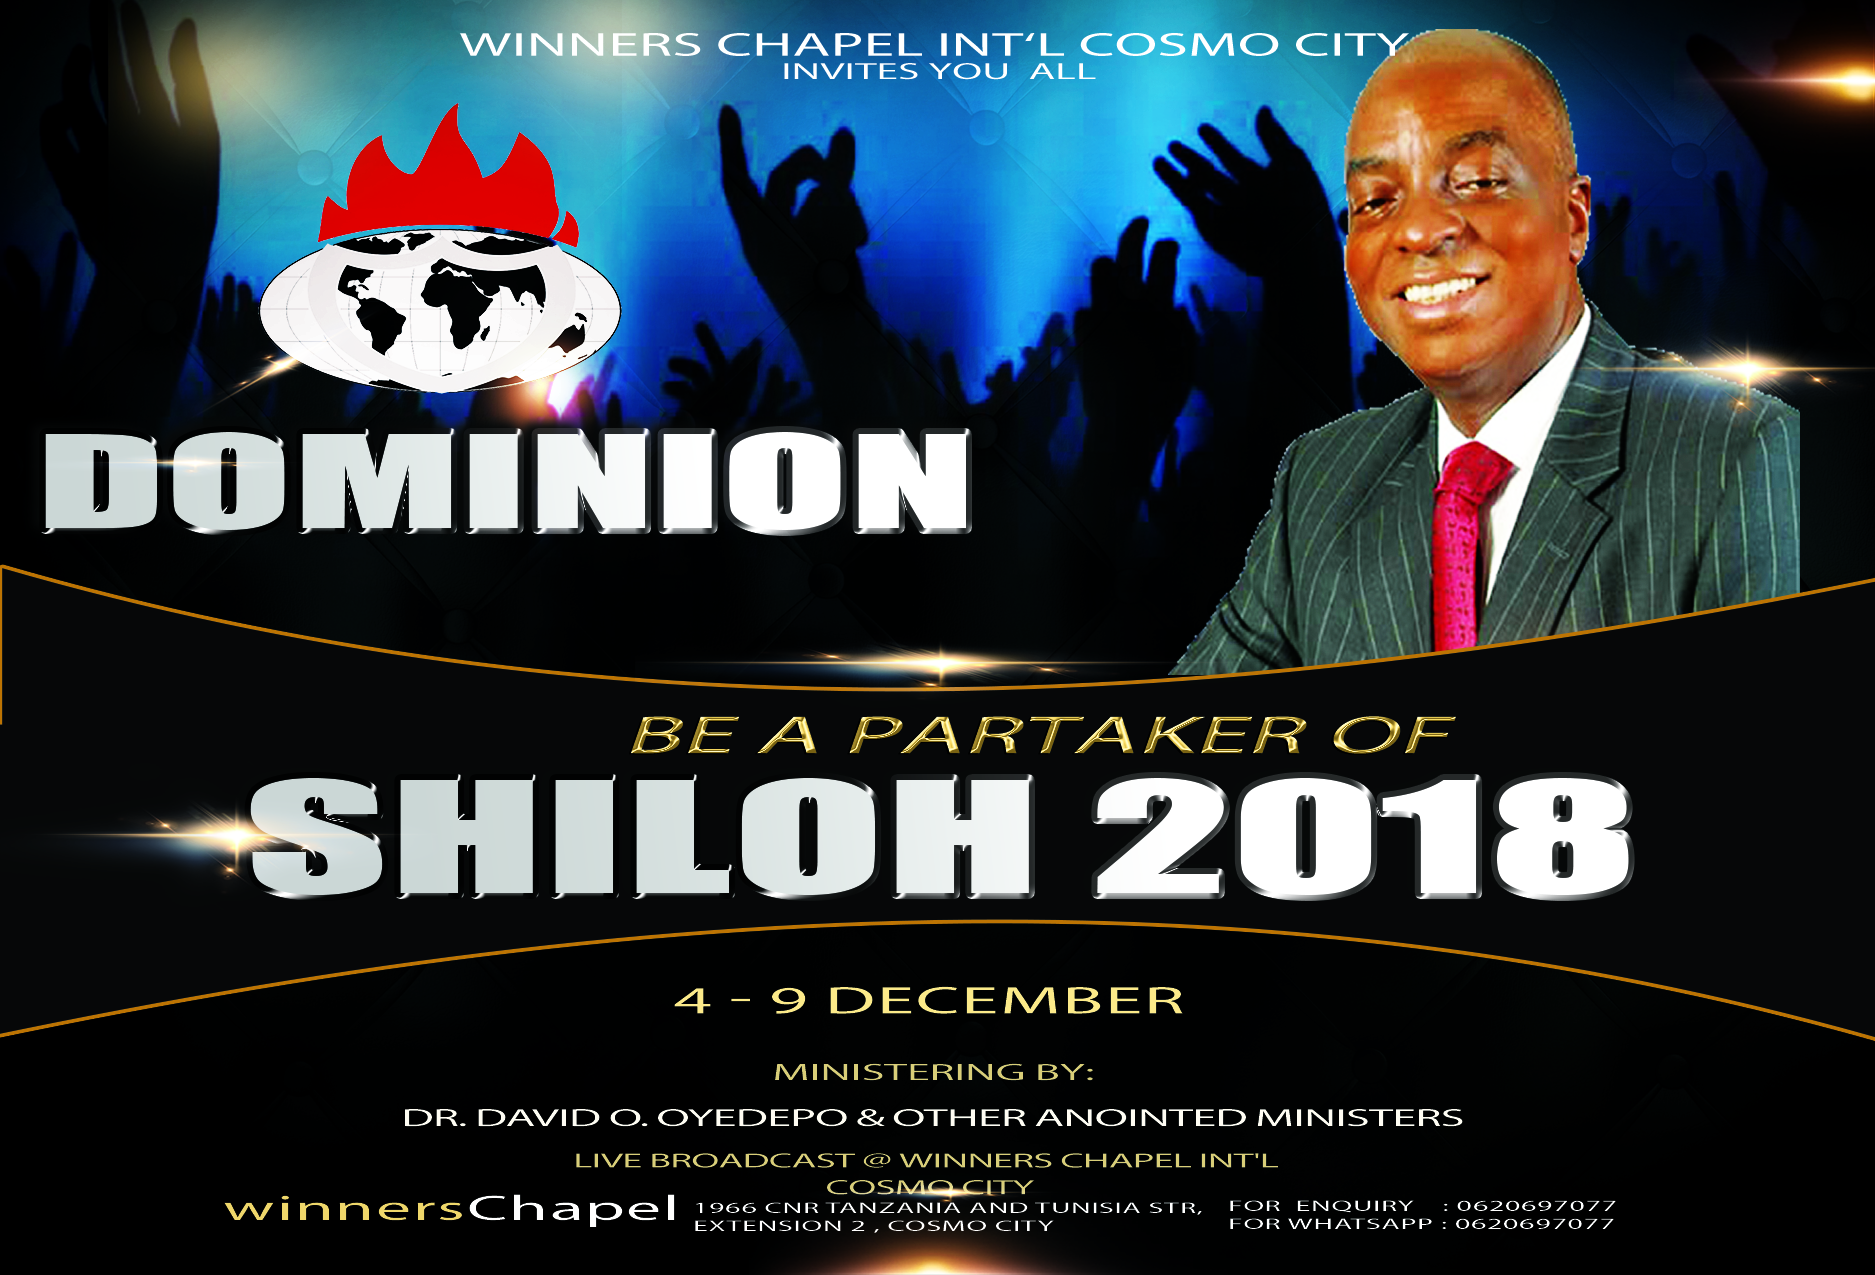 WINNERS CHAPEL INT‘L COSMO CITY
INVITES YOU ALL
DOMINION
BE A PARTAKER OF
SHILOH 2018
4 - 9 DECEMBER
MINISTERING BY:
DR. DAVID O. OYEDEPO & OTHER ANOINTED MINISTERS
LIVE BROADCAST @ WINNERS CHAPEL INT'L
COSMO CITY
winnersChapel
1966 CNR TANZANIA AND TUNISIA STR,
EXTENSION 2 , COSMO CITY
FOR ENQUIRY : 0620697077
FOR WHATSAPP : 0620697077